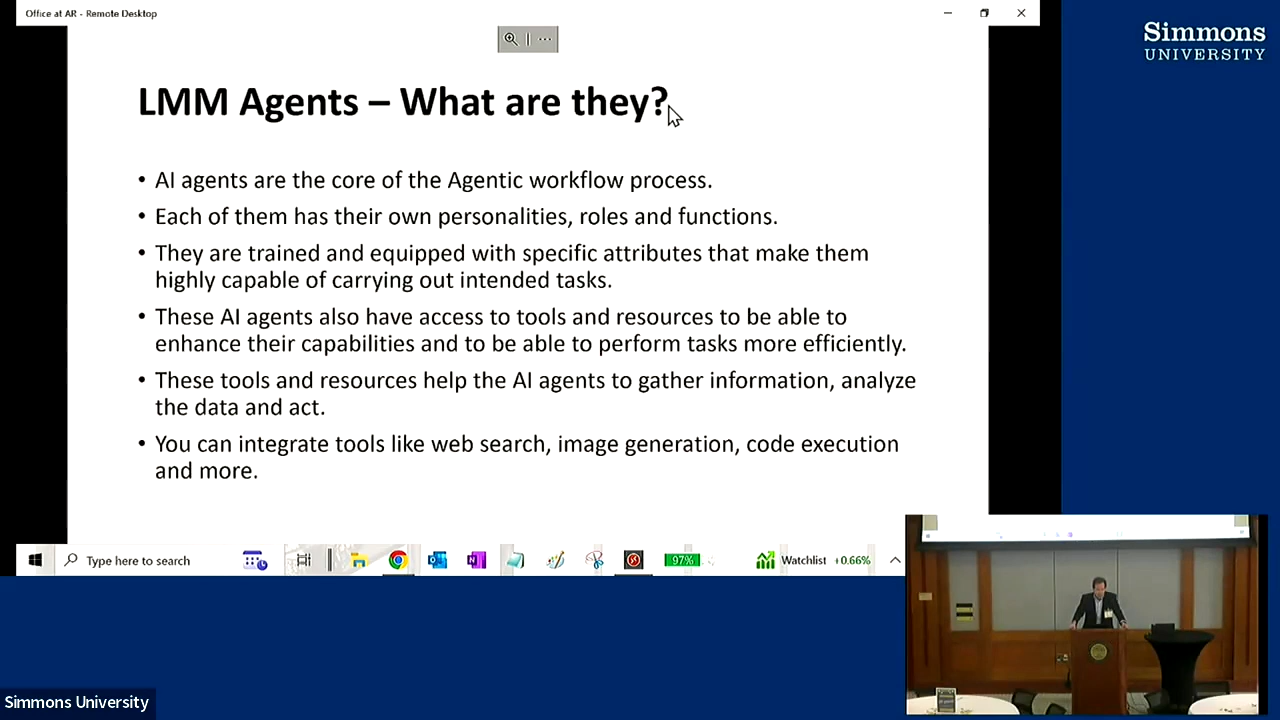 Office at AR - Remote Desktop
Simmons
UNIVERSITY
LMM Agents – What are they?
• AI agents are the core of the Agentic workflow process.
• Each of them has their own personalities, roles and functions.
• They are trained and equipped with specific attributes that make them
highly capable of carrying out intended tasks.
• These AI agents also have access to tools and resources to be able to
enhance their capabilities and to be able to perform tasks more efficiently.
• These tools and resources help the AI agents to gather information, analyze
the data and act.
• You can integrate tools like web search, image generation, code execution
and more.
Type here to search
97%
Watchlist +0.66%
Simmons University